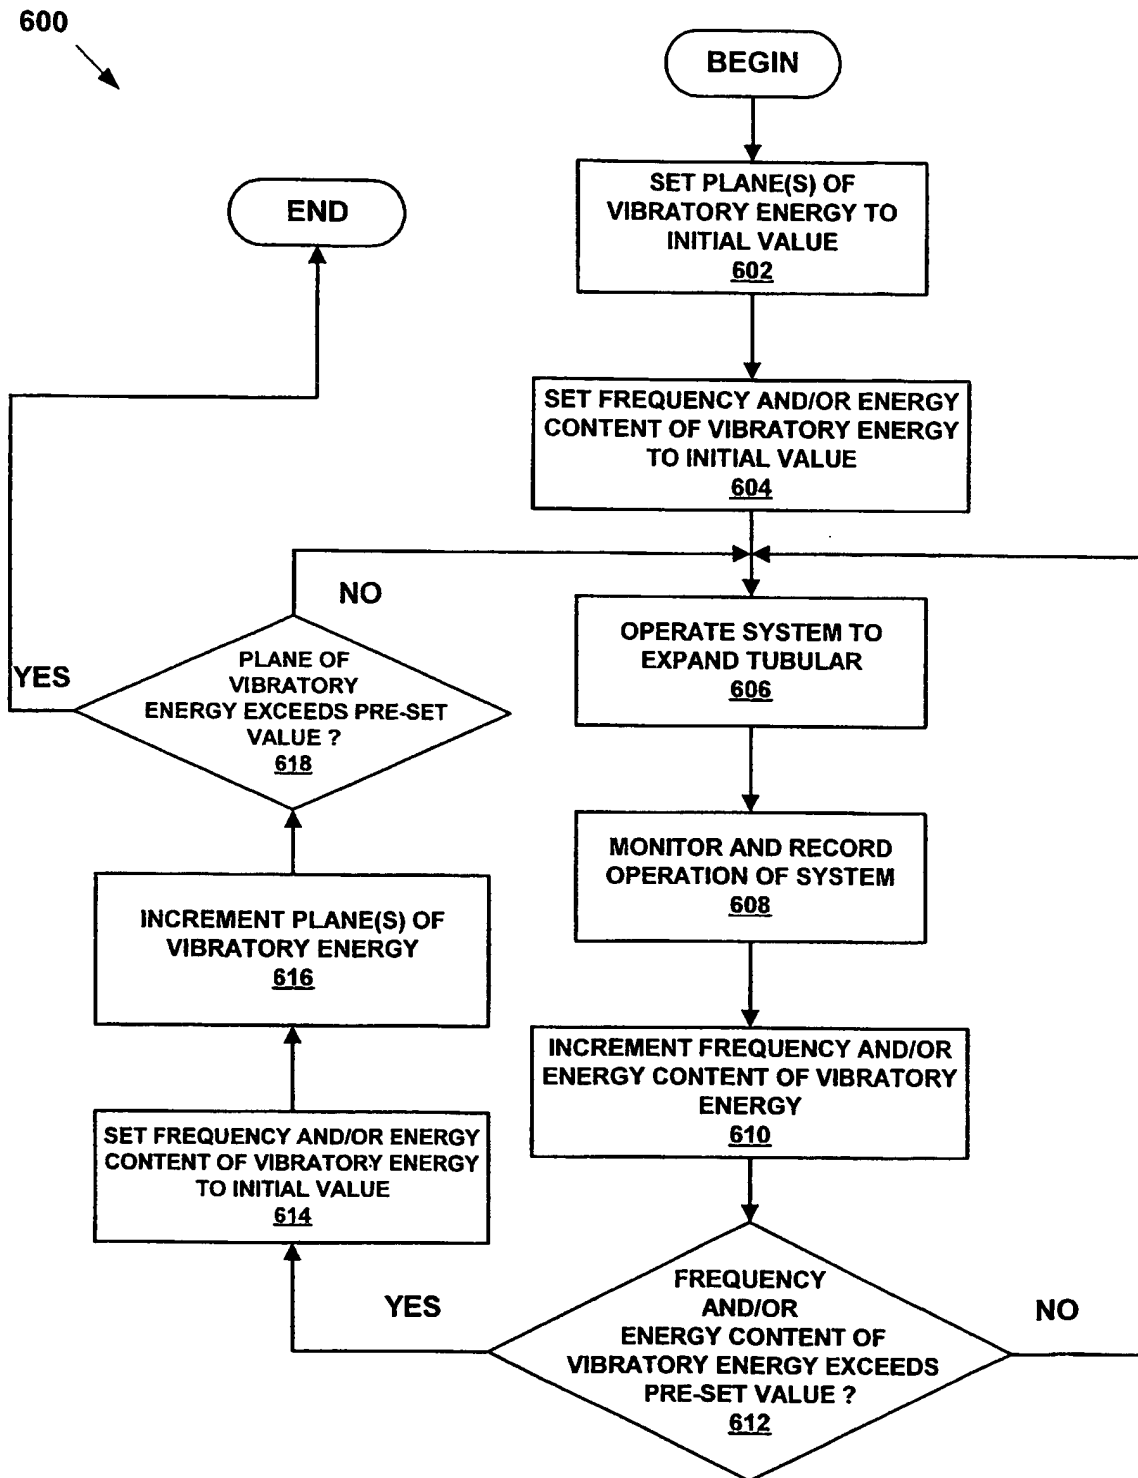 600
BEGIN
SET PLANE(S) OF
VIBRATORY ENERGY TO
INITIAL VALUE
602
END
SET FREQUENCY AND/OR ENERGY
CONTENT OF VIBRATORY ENERGY
TO INITIAL VALUE
604
NO
OPERATE SYSTEM TO
EXPAND TUBULAR
606
YES
PLANE OF
VIBRATORY
ENERGY EXCEEDS PRE-SET
VALUE ?
618
MONITOR AND RECORD
OPERATION OF SYSTEM
608
INCREMENT PLANE(S) OF
VIBRATORY ENERGY
616
INCREMENT FREQUENCY AND/OR
ENERGY CONTENT OF VIBRATORY
ENERGY
610
SET FREQUENCY AND/OR ENERGY
CONTENT OF VIBRATORY ENERGY
TO INITIAL VALUE
614
YES
FREQUENCY
AND/OR
ENERGY CONTENT OF
VIBRATORY ENERGY EXCEEDS
PRE-SET VALUE ?
612
NO